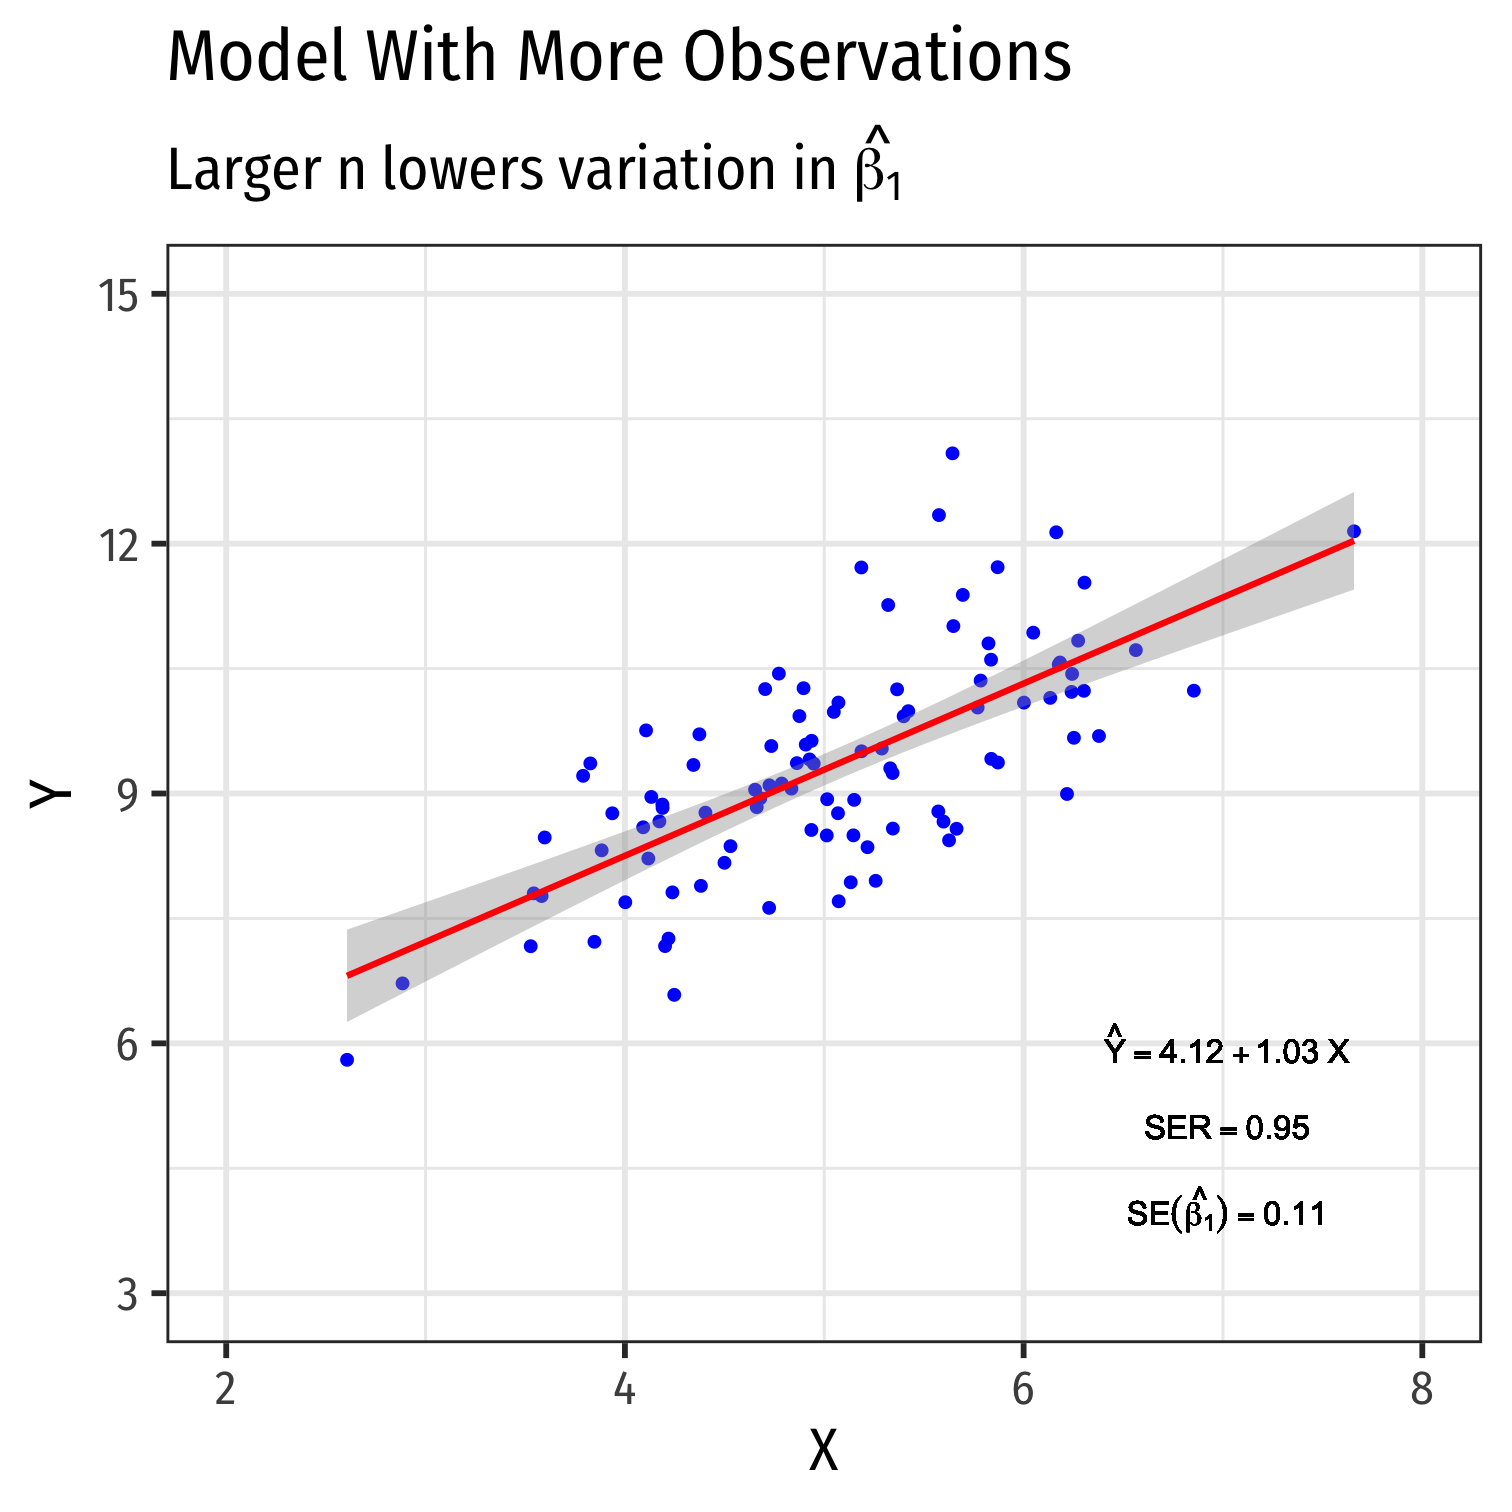 Model With More Observations
Larger n lowers variation in β̂₁
15
12
9
6
3
Y
Ŷ = 4.12 + 1.03 X
SER = 0.95
SE(β̂₁) = 0.11
2 4 6 8
X